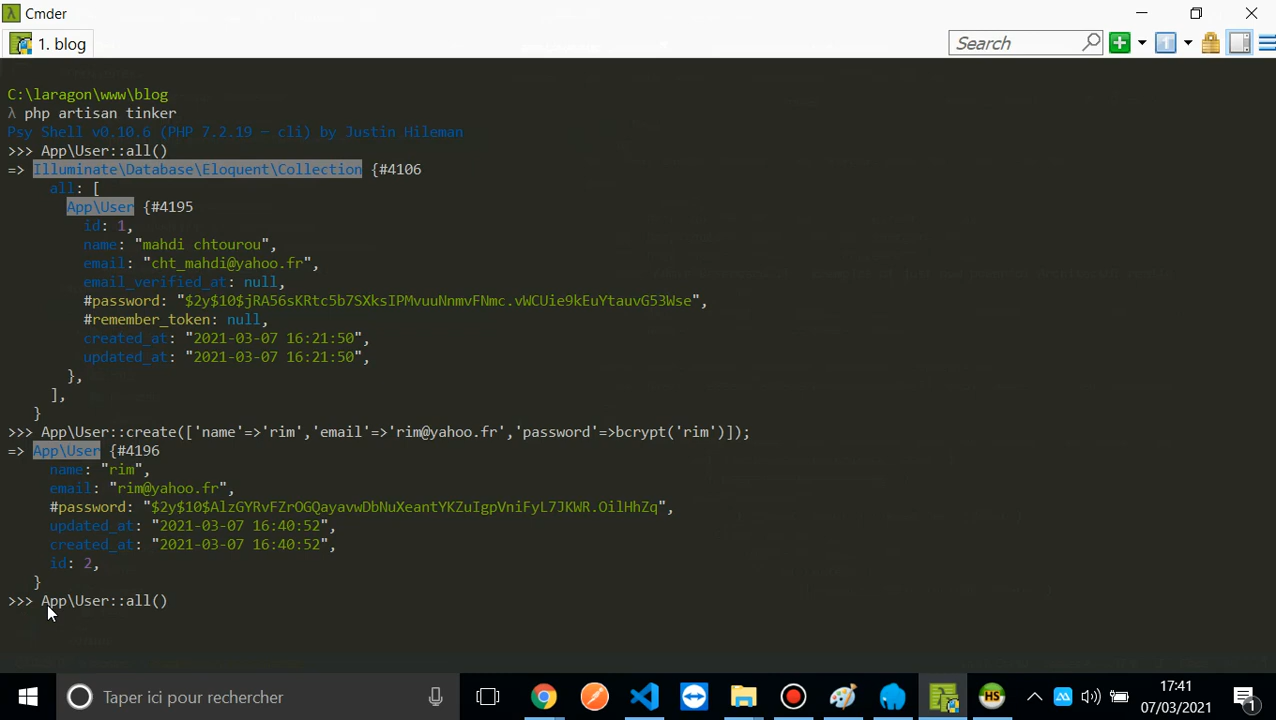 Cmder
1. blog
Search
C:\laragon\www\blog
λ php artisan tinker
Psy Shell v0.10.6 (PHP 7.2.19 — cli) by Justin Hileman
>>> App\User::all()
=> Illuminate\Database\Eloquent\Collection {#4106
all: [
App\User {#4195
id: 1,
name: "mahdi chtourou",
email: "cht_mahdi@yahoo.fr",
email_verified_at: null,
#password: "$2y$10$jRA56sKRtc5b7SXksIPMvuuNnmvFNmc.vWCUie9kEuYtauvG53Wse",
#remember_token: null,
created_at: "2021-03-07 16:21:50",
updated_at: "2021-03-07 16:21:50",
},
],
}
>>> App\User::create(['name'=>'rim','email'=>'rim@yahoo.fr','password'=>bcrypt('rim')]);
=> App\User {#4196
name: "rim",
email: "rim@yahoo.fr",
#password: "$2y$10$AlzGYRvFZrOGQayavwDbNuXeantYKZuIgpVniFyL7JKWR.OilHhZq",
updated_at: "2021-03-07 16:40:52",
created_at: "2021-03-07 16:40:52",
id: 2,
}
>>> App\User::all()
Taper ici pour rechercher
HS
17:41
07/03/2021
1